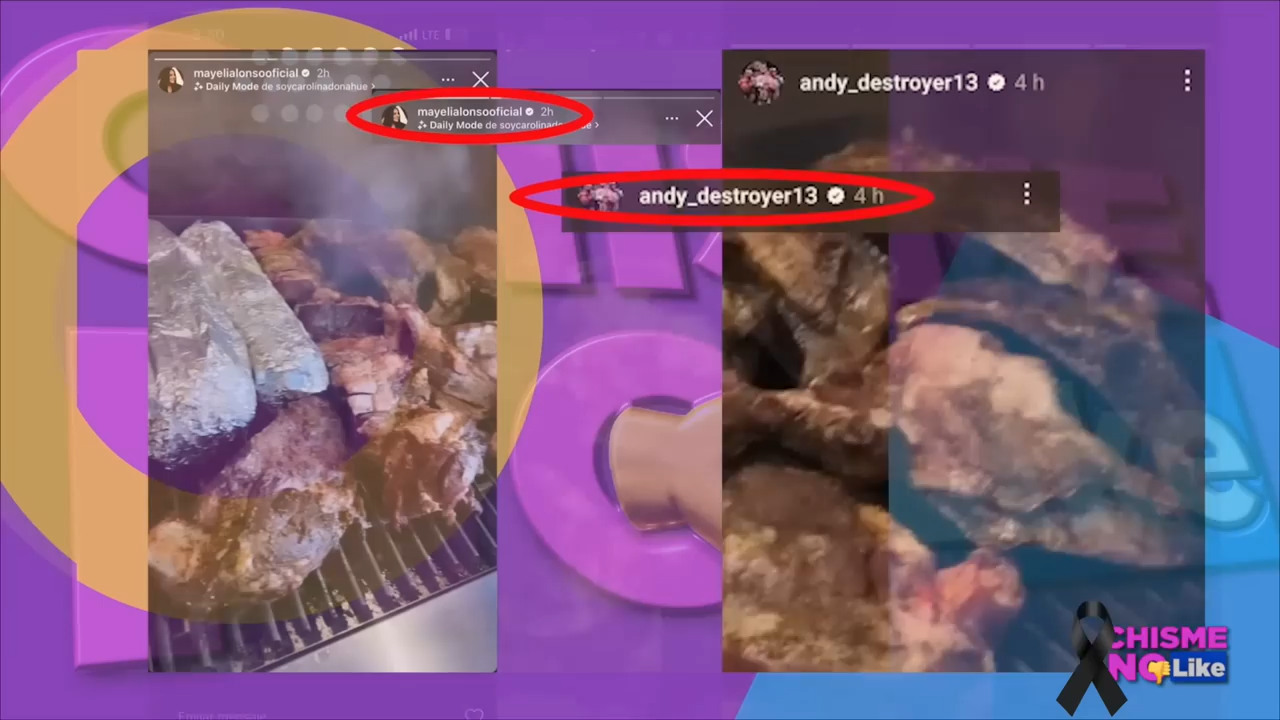 LTE
mayelialonsooficial 2h
Daily Mode de soycarolinadonahue >
mayelialonsooficial 2h
Daily Mode de soycarolinadonahue >
andy_destroyer13 4 h
andy_destroyer13 4 h
CHISME
NO Like